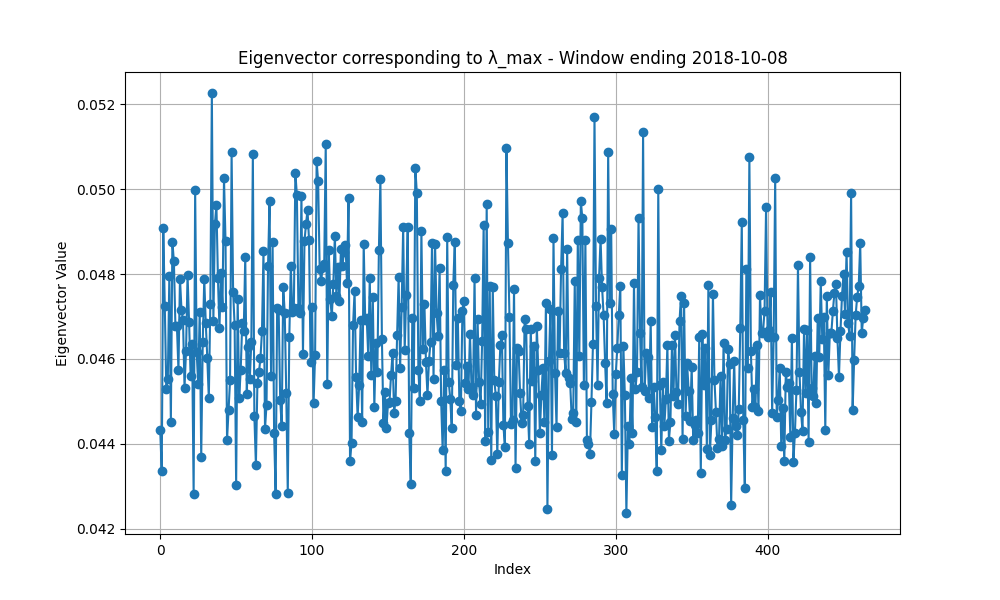 Eigenvector corresponding to λ_max - Window ending 2018-10-08
Eigenvector Value
0.052
0.050
0.048
0.046
0.044
0.042
0 100 200 300 400
Index